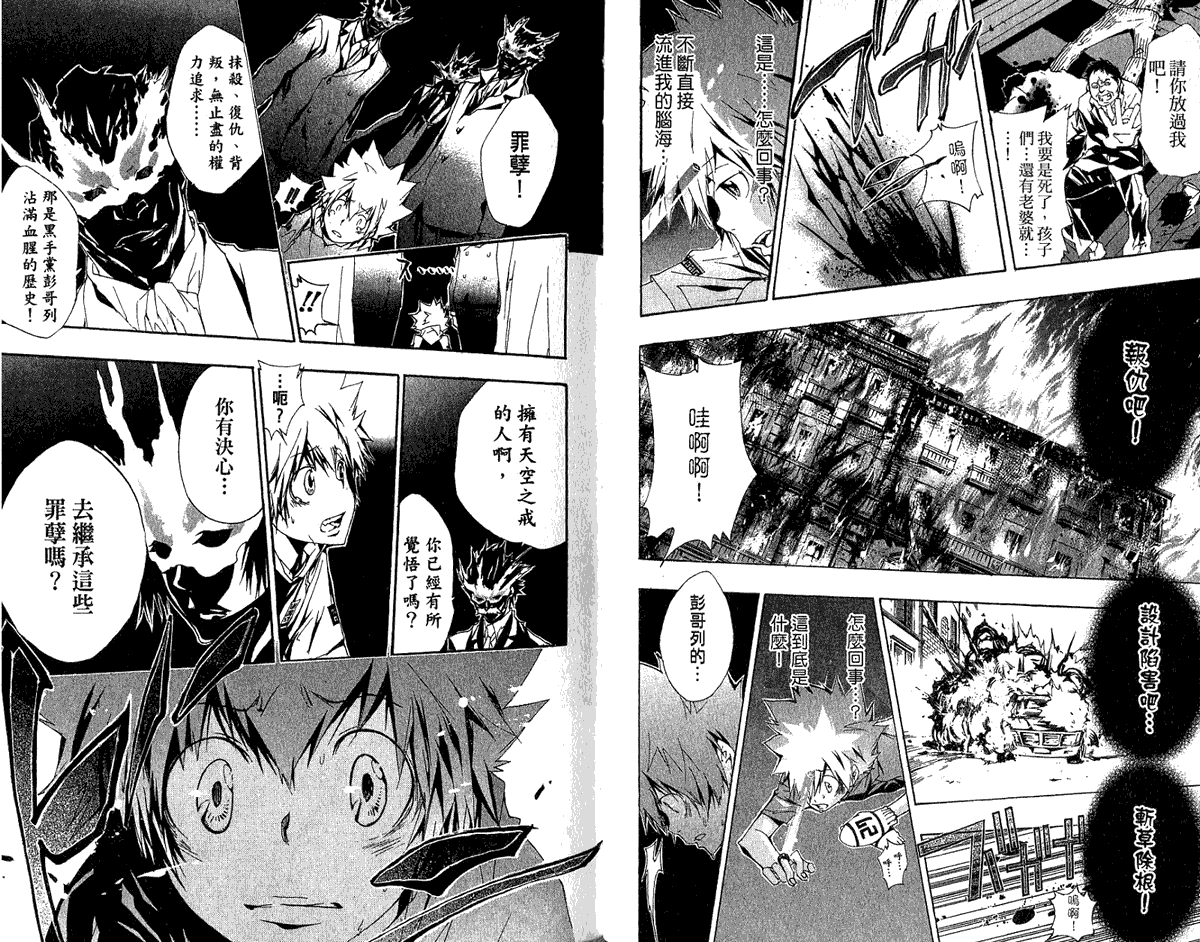 請你放過我
吧！
我要是死了，孩子
們…還有老婆就…
…！
嗚啊！
這是……怎麼回事？
不斷直接
流進我的腦海…
報仇吧！
哇啊啊！
設計陷害吧…
斬草除根！
嗚啊！
怎麼回事…？
這到底是
什麼！
27
彭哥列的…
罪孽！
抹殺、復仇、背
叛，無止盡的權
力追求……
那是黑手黨彭哥列
沾滿血腥的歷史！
!!
擁有天空之戒
的人啊，
你已經有所
覺悟了嗎？
…呃？
你有決心…
去繼承這些
罪孽嗎？